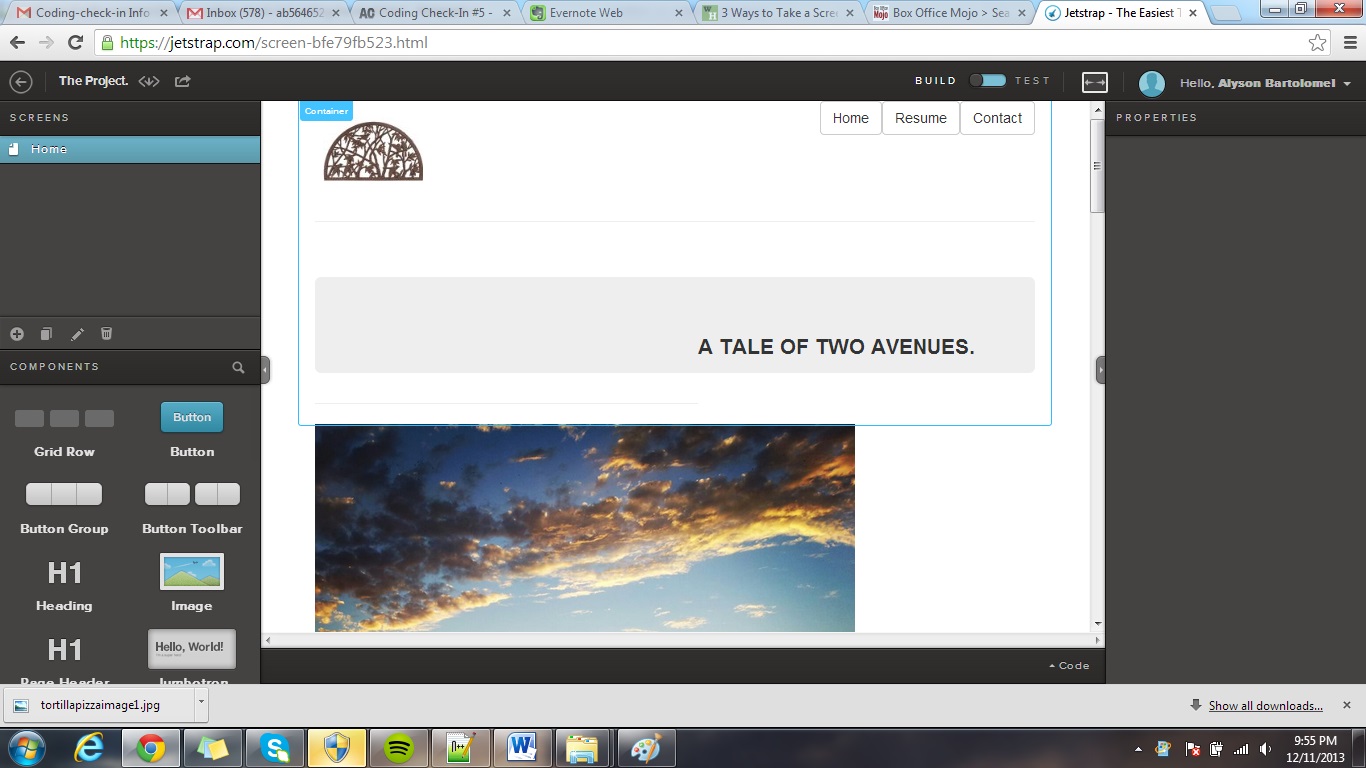 Coding-check-in Info
Inbox (578) - ab564652
Coding Check-In #5 -
Evernote Web
3 Ways to Take a Scree
Box Office Mojo > Sea
Jetstrap - The Easiest T
https://jetstrap.com/screen-bfe79fb523.html
The Project.
BUILD
TEST
Hello, Alyson Bartolomei
SCREENS
Container
Home
Resume
Contact
PROPERTIES
Home
A TALE OF TWO AVENUES.
COMPONENTS
Button
Grid Row
Button
Button Group
Button Toolbar
H1
Heading
Image
H1
Hello, World!
Page Header
Jumbotron
Code
tortillapizzaimage1.jpg
Show all downloads...
9:55 PM
12/11/2013